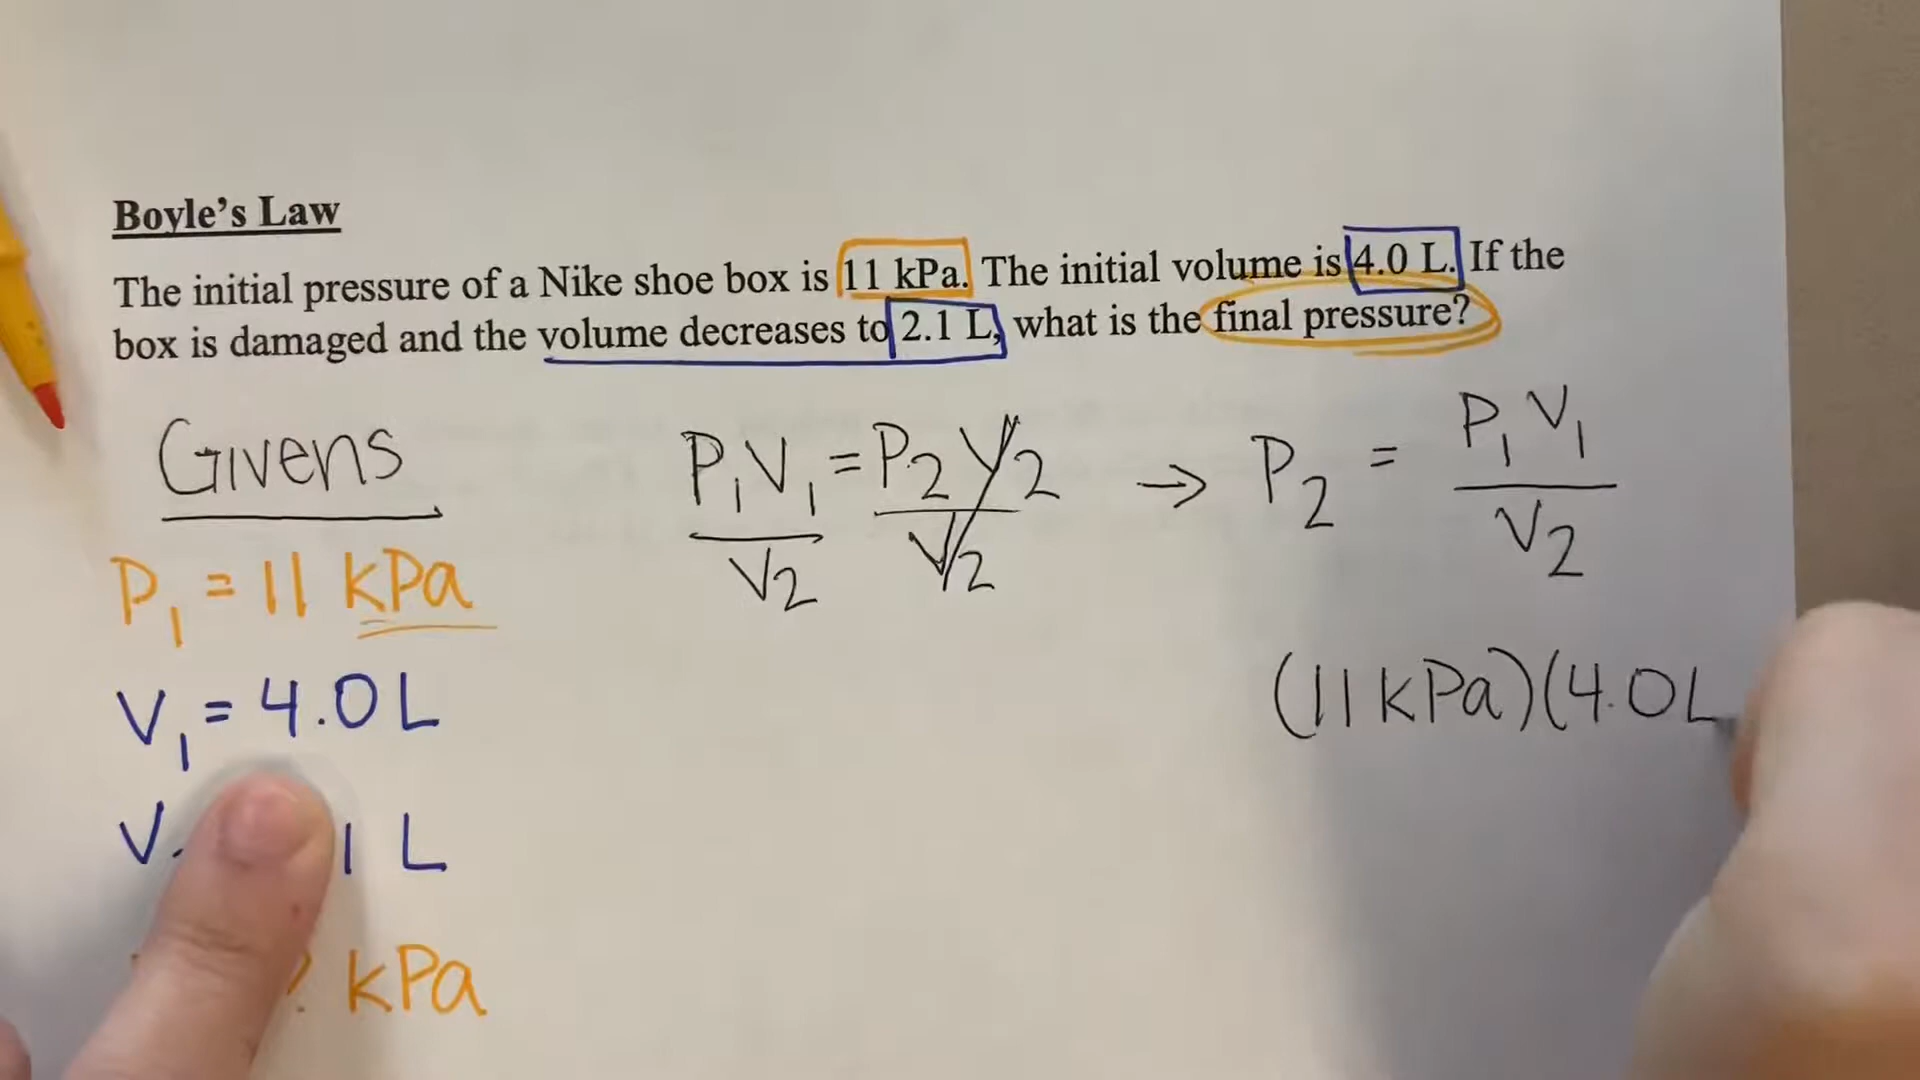 Boyle's Law
The initial pressure of a Nike shoe box is 11 kPa. The initial volume is 4.0 L. If the
box is damaged and the volume decreases to 2.1 L, what is the final pressure?
Givens
P₁ = 11 kPa
V₁ = 4.0 L
V 1 L
? kPa
P₁V₁ = P₂V₂
V₂ V₂
→ P₂ = P₁V₁
V₂
(11 kPa)(4.0L